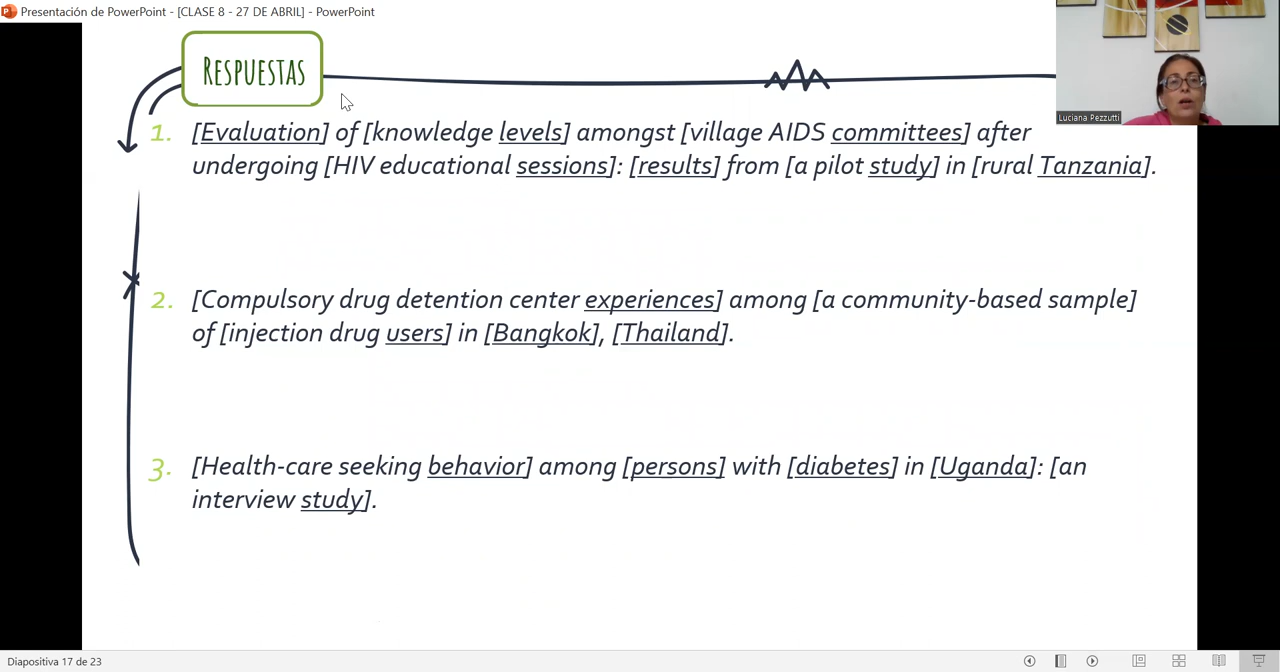 Presentación de PowerPoint - [CLASE 8 - 27 DE ABRIL] - PowerPoint
RESPUESTAS
Luciana Pezzutti
1. [Evaluation] of [knowledge levels] amongst [village AIDS committees] after
undergoing [HIV educational sessions]: [results] from [a pilot study] in [rural Tanzania].
2. [Compulsory drug detention center experiences] among [a community-based sample]
of [injection drug users] in [Bangkok], [Thailand].
3. [Health-care seeking behavior] among [persons] with [diabetes] in [Uganda]: [an
interview study].
Diapositiva 17 de 23